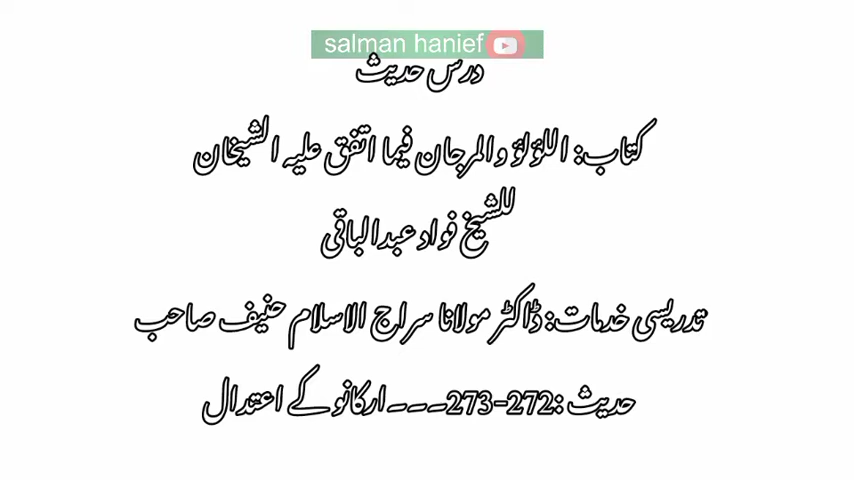 salman hanief
درس حدیث
کتاب: اللؤلؤ والمرجان فیما اتفق علیہ الشیخان
للشیخ فواد عبدالباقی
تدریسی خدمات: ڈاکٹر مولانا سراج الاسلام حنیف صاحب
حدیث :272-273۔۔۔ارکانو کے اعتدال